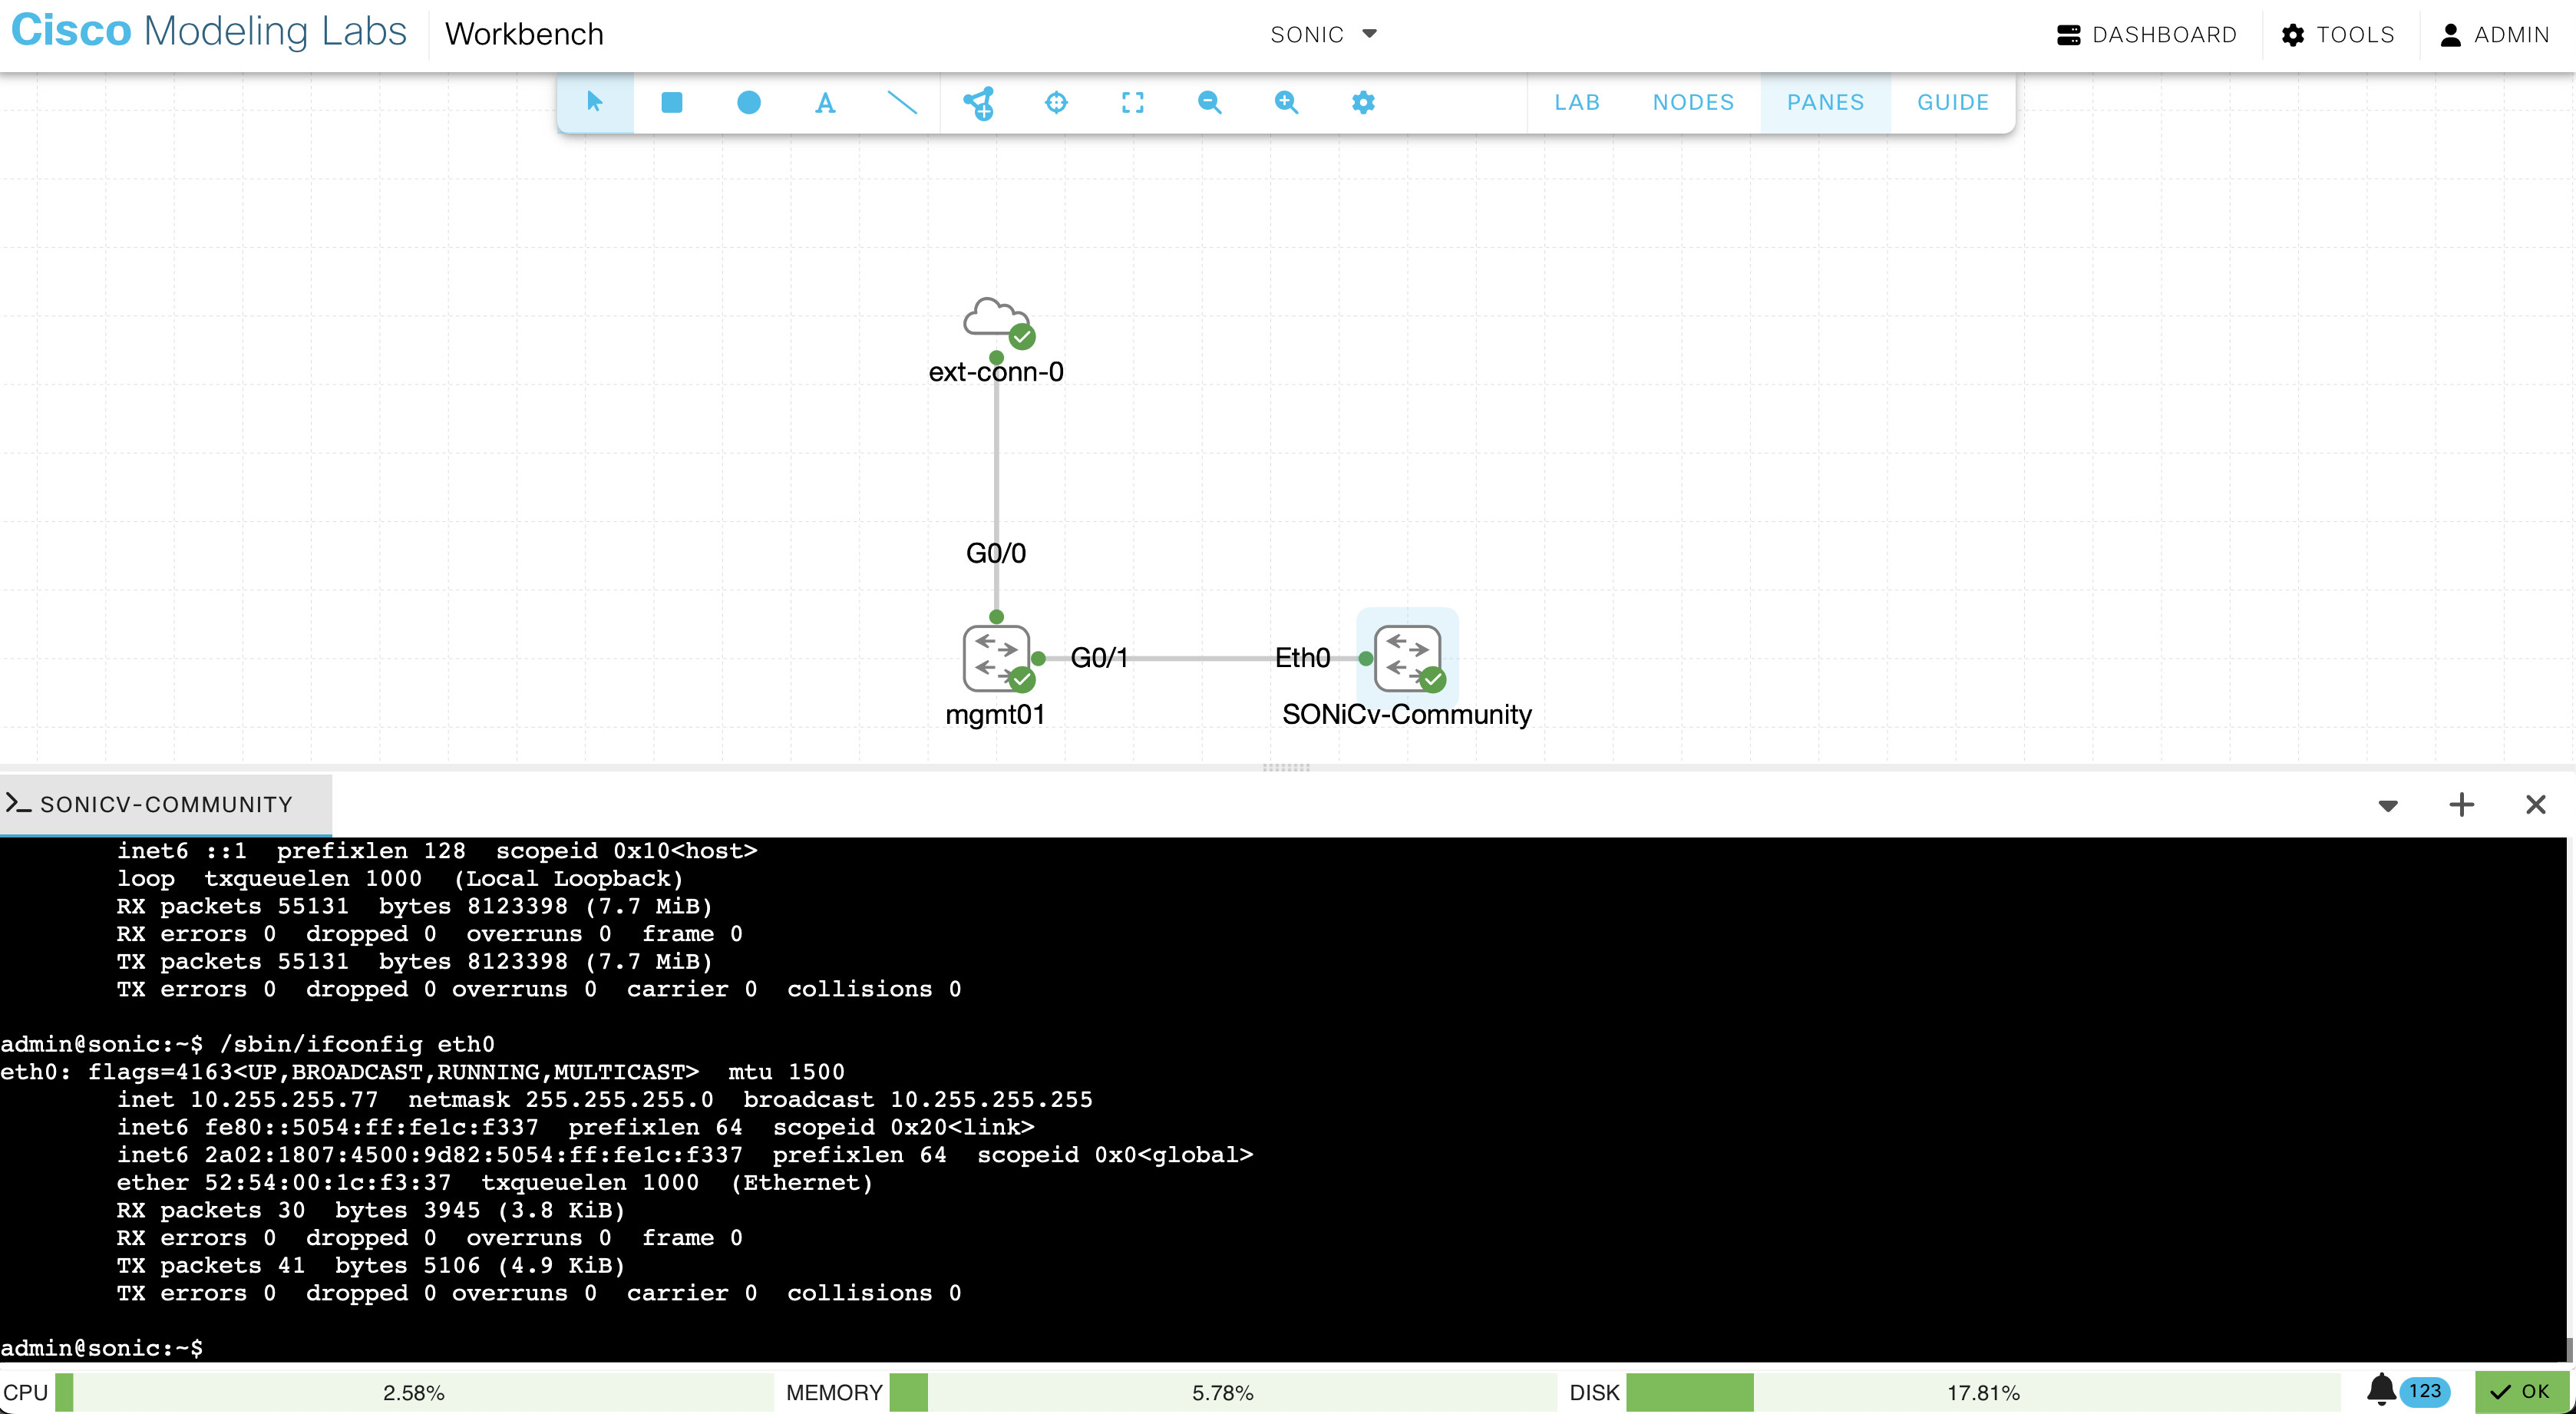 Cisco Modeling Labs Workbench SONIC DASHBOARD TOOLS ADMIN
A LAB NODES PANES GUIDE
ext-conn-0
G0/0
G0/1 Eth0
mgmt01 SONiCv-Community
SONICV-COMMUNITY
inet6 ::1  prefixlen 128  scopeid 0x10<host>
loop  txqueuelen 1000  (Local Loopback)
RX packets 55131  bytes 8123398 (7.7 MiB)
RX errors 0  dropped 0  overruns 0  frame 0
TX packets 55131  bytes 8123398 (7.7 MiB)
TX errors 0  dropped 0 overruns 0  carrier 0  collisions 0
admin@sonic:~$ /sbin/ifconfig eth0
eth0: flags=4163<UP,BROADCAST,RUNNING,MULTICAST>  mtu 1500
inet 10.255.255.77  netmask 255.255.255.0  broadcast 10.255.255.255
inet6 fe80::5054:ff:fe1c:f337  prefixlen 64  scopeid 0x20<link>
inet6 2a02:1807:4500:9d82:5054:ff:fe1c:f337  prefixlen 64  scopeid 0x0<global>
ether 52:54:00:1c:f3:37  txqueuelen 1000  (Ethernet)
RX packets 30  bytes 3945 (3.8 KiB)
RX errors 0  dropped 0  overruns 0  frame 0
TX packets 41  bytes 5106 (4.9 KiB)
TX errors 0  dropped 0 overruns 0  carrier 0  collisions 0
admin@sonic:~$
CPU 2.58% MEMORY 5.78% DISK 17.81% 123 OK